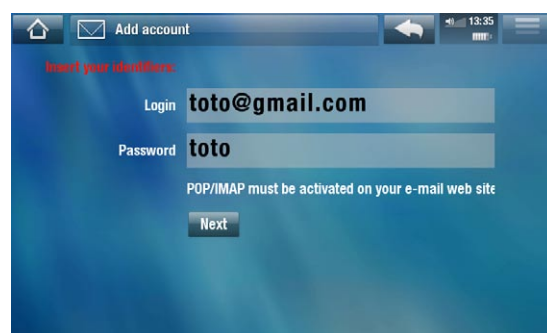 Add account
13:35
Insert your identifiers:
Login toto@gmail.com
Password toto
POP/IMAP must be activated on your e-mail web site
Next